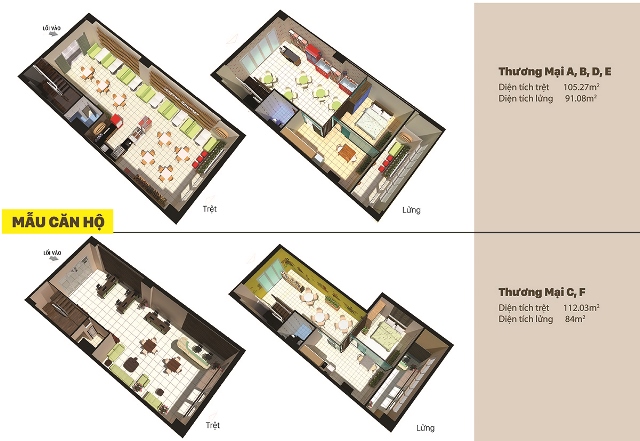 LỐI VÀO
Trệt
Lửng
Thương Mại A, B, D, E
Diện tích trệt 105.27m²
Diện tích lửng 91.08m²
MẪU CĂN HỘ
LỐI VÀO
Trệt
Lửng
Thương Mại C, F
Diện tích trệt 112.03m²
Diện tích lửng 84m²